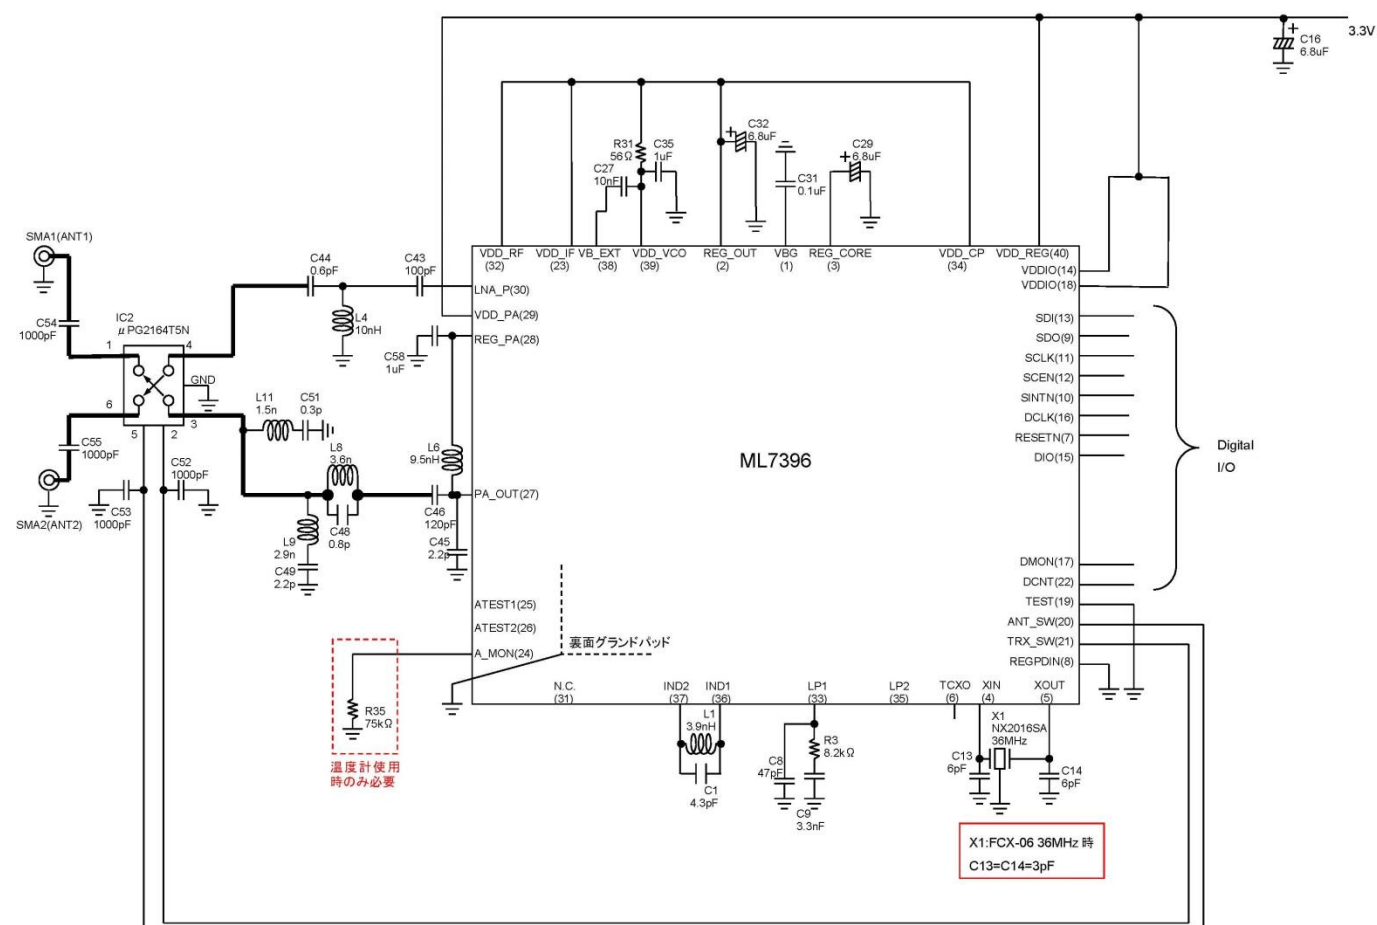 3.3V
+
C16
6.8uF
+
C32
6.8uF
R31
56Ω
C35
1uF
C27
10nF
C31
0.1uF
+
C29
6.8uF
VDD_RF
(32)
VDD_IF
(23)
VB_EXT
(38)
VDD_VCO
(39)
REG_OUT
(2)
VBG
(1)
REG_CORE
(3)
VDD_CP
(34)
VDD_REG(40)
VDDIO(14)
VDDIO(18)
SMA1(ANT1)
C44
0.6pF
C43
100pF
LNA_P(30)
L4
10nH
VDD_PA(29)
REG_PA(28)
C58
1uF
C54
1000pF
IC2
μPG2164T5N
1
4
GND
6
3
5
2
L11
1.5n
C51
0.3p
C55
1000pF
C52
1000pF
C53
1000pF
SMA2(ANT2)
L8
3.6n
C48
0.8p
L6
9.5nH
PA_OUT(27)
C46
120pF
C45
2.2p
L9
2.9n
C49
2.2p
ML7396
SDI(13)
SDO(9)
SCLK(11)
SCEN(12)
SINTN(10)
DCLK(16)
RESETN(7)
DIO(15)
Digital
I/O
DMON(17)
DCNT(22)
TEST(19)
ANT_SW(20)
TRX_SW(21)
REGPDIN(8)
ATEST1(25)
ATEST2(26)
A_MON(24)
裏面グランドパッド
R35
75kΩ
温度計使用
時のみ必要
N.C.
(31)
IND2
(37)
IND1
(36)
LP1
(33)
LP2
(35)
TCXO
(6)
XIN
(4)
XOUT
(5)
L1
3.9nH
C1
4.3pF
R3
8.2kΩ
C8
47pF
C9
3.3nF
X1
NX2016SA
36MHz
C13
6pF
C14
6pF
X1:FCX-06 36MHz 時
C13=C14=3pF